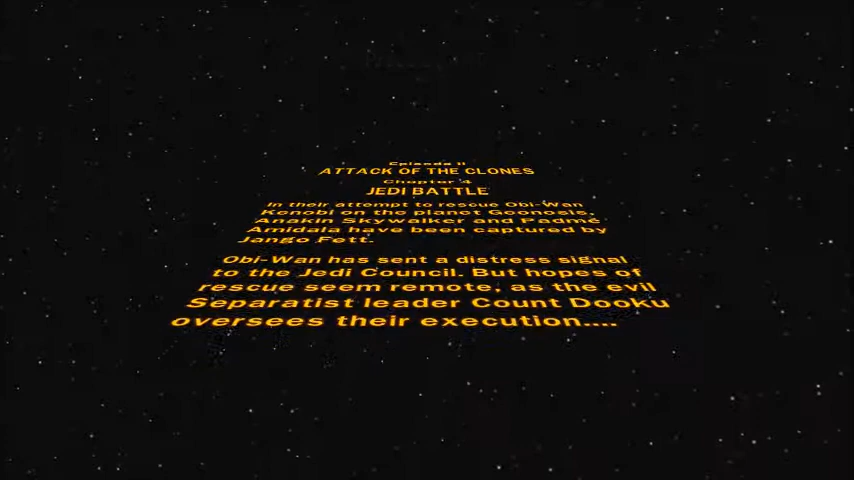 Episode II
ATTACK OF THE CLONES
Chapter 4
JEDI BATTLE
In their attempt to rescue Obi-Wan
Kenobi on the planet Geonosis,
Anakin Skywalker and Padmé
Amidala have been captured by
Jango Fett.
Obi-Wan has sent a distress signal
to the Jedi Council. But hopes of
rescue seem remote, as the evil
Separatist leader Count Dooku
oversees their execution....